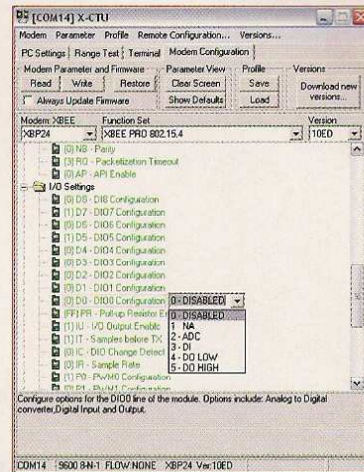 [COM14] X-CTU
Modem Parameter Profile Remote Configuration... Versions...
PC Settings Range Test Terminal Modem Configuration
Modem Parameter and Firmware Parameter View Profile Versions
Read Write Restore Clear Screen Save Download new versions...
Always Update Firmware Show Defaults Load
Modem: XBEE Function Set Version
XBP24 XBEE PRO 802.15.4 10ED
(0) NB - Parity
(3) RO - Packetization Timeout
(0) AP - API Enable
I/O Settings
(0) D8 - DI8 Configuration
(1) D7 - DIO7 Configuration
(0) D6 - DIO6 Configuration
(1) D5 - DIO5 Configuration
(0) D4 - DIO4 Configuration
(0) D3 - DIO3 Configuration
(0) D2 - DIO2 Configuration
(0) D1 - DIO1 Configuration
(0) D0 - DIO0 Configuration 0 - DISABLED
(FF) PR - Pull-up Resistor En 0 - DISABLED
(1) IU - I/O Output Enable 1 - NA
(1) IT - Samples before TX 2 - ADC
(0) IC - DIO Change Detect 3 - DI
(0) IR - Sample Rate 4 - DO LOW
(1) P0 - PWM0 Configuration 5 - DO HIGH
(0) P1 - PWM1 Configuration
Configure options for the DIO0 line of the module. Options include: Analog to Digital
converter,Digital Input and Output.
COM14 9600 8-N-1 FLOW:NONE XBP24 Ver:10ED